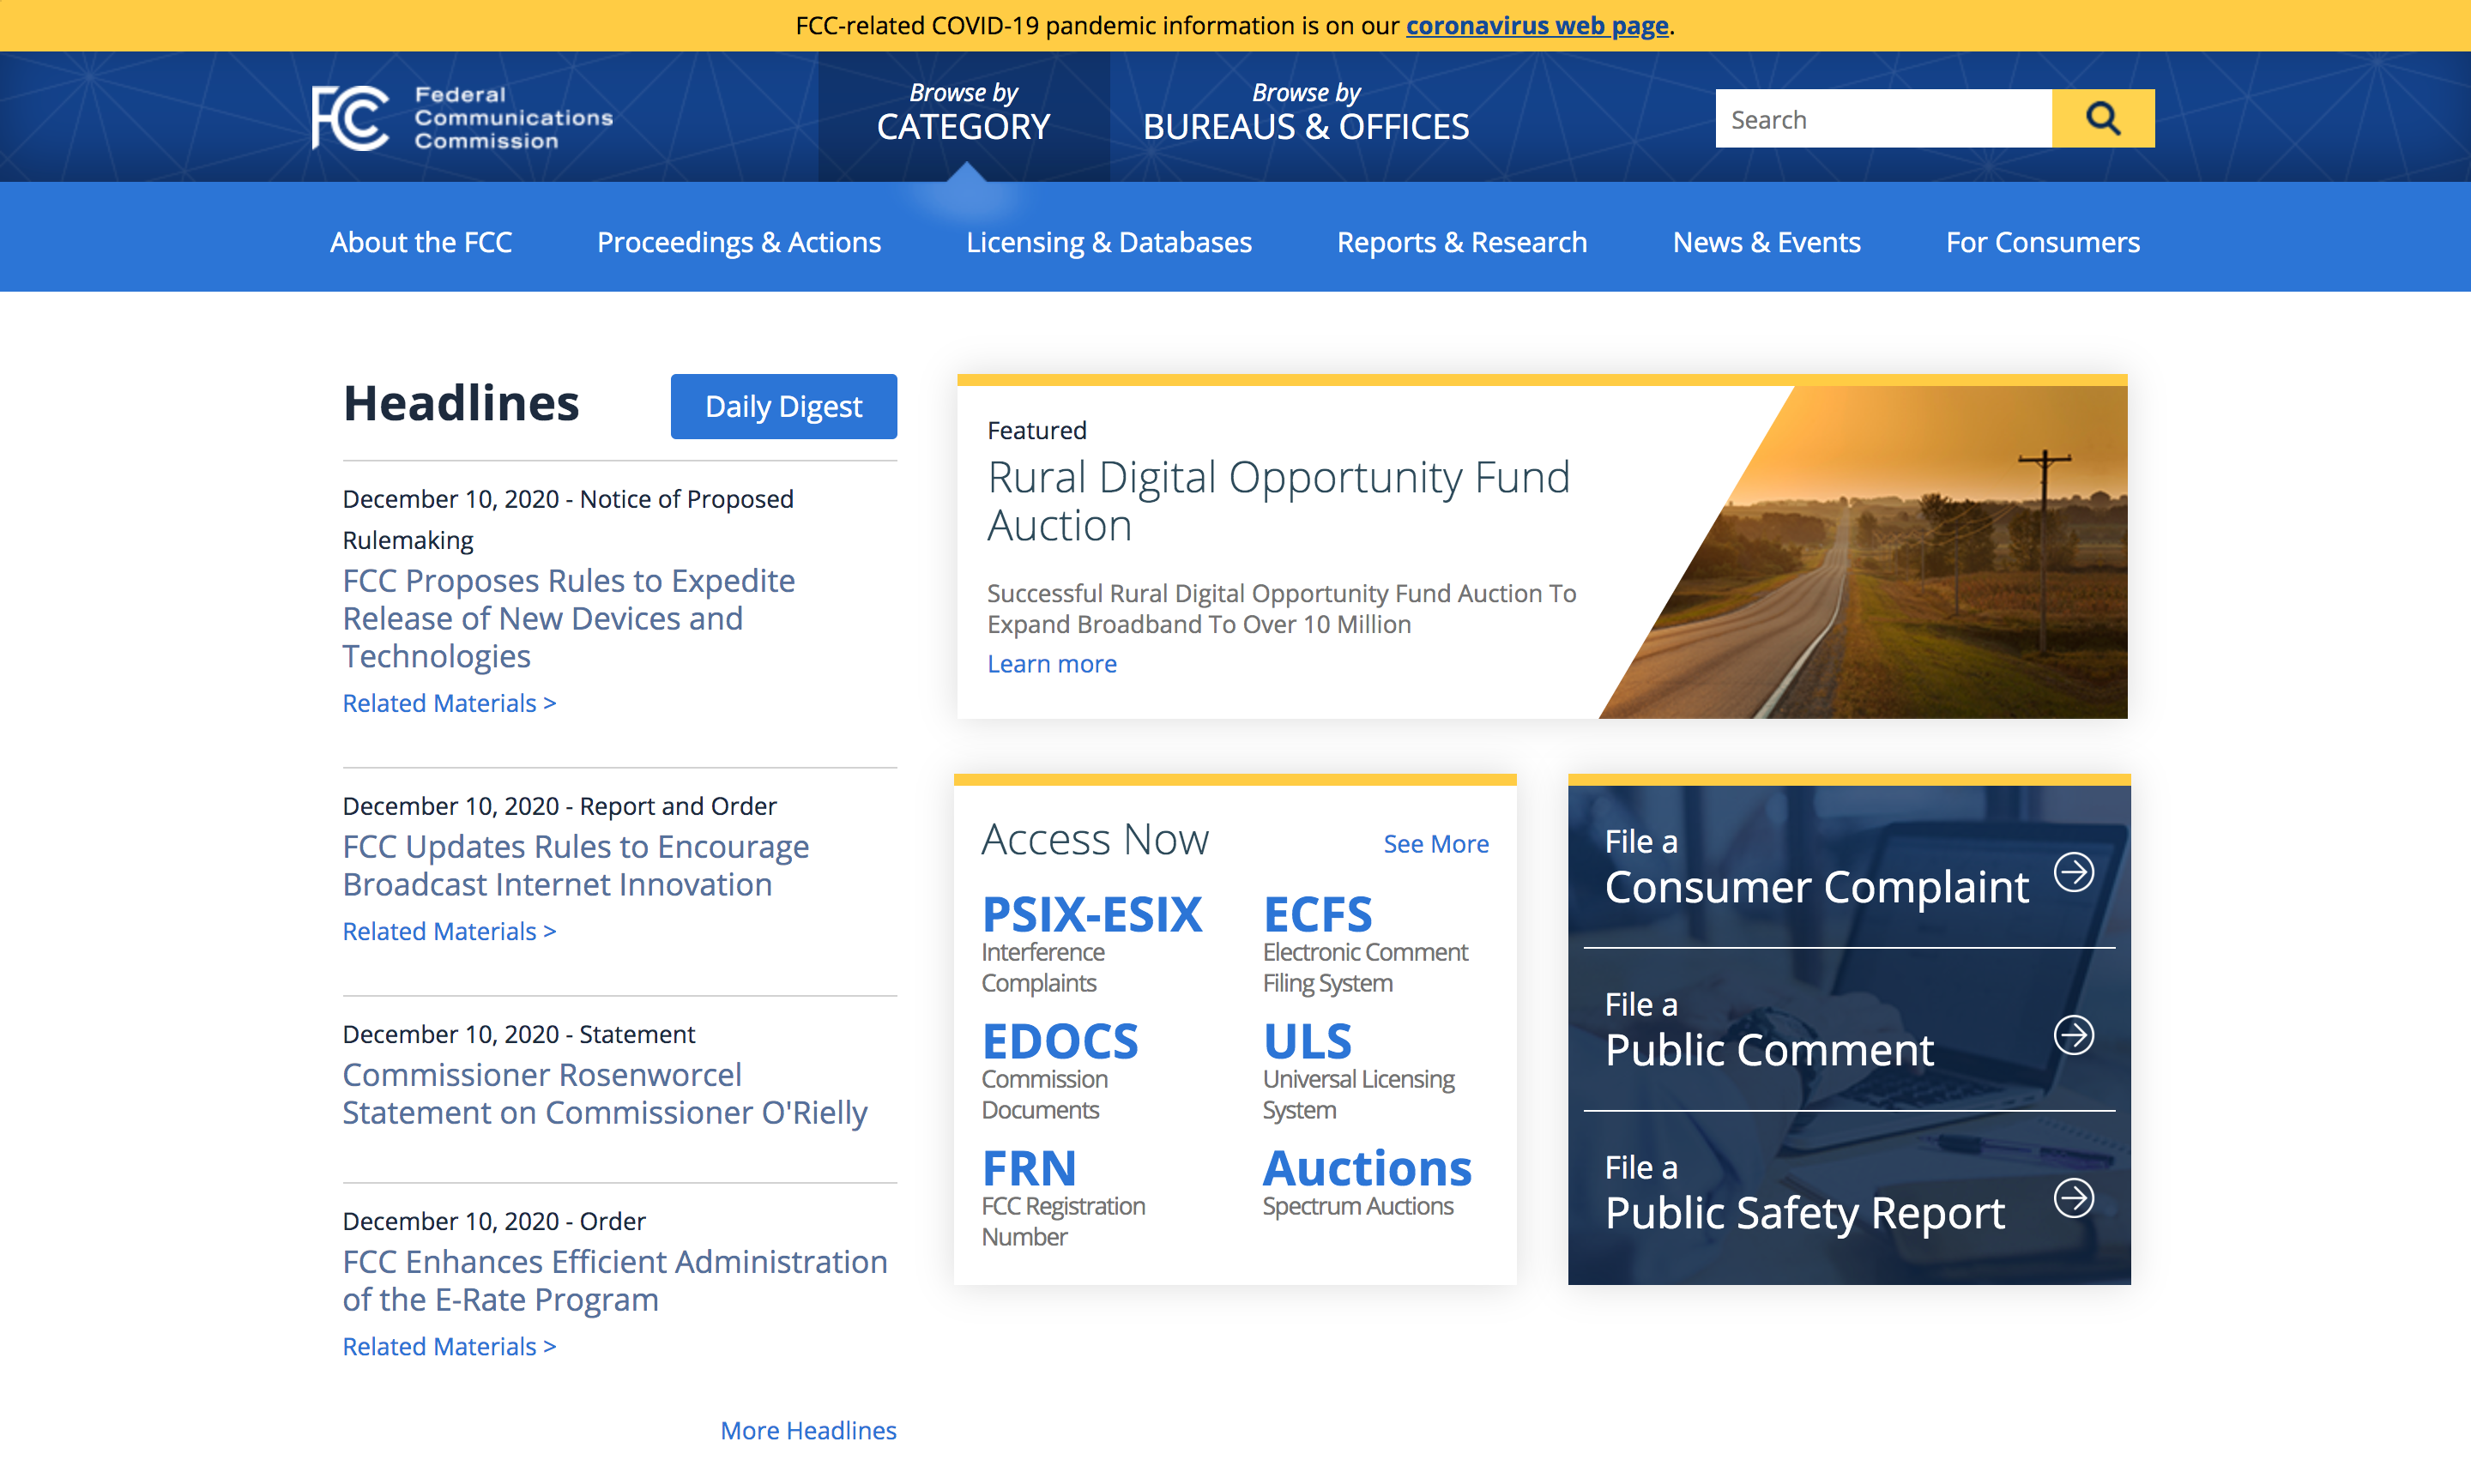 FCC-related COVID-19 pandemic information is on our coronavirus web page.
FCC
Federal
Communications
Commission
Browse by
CATEGORY
Browse by
BUREAUS & OFFICES
Search
About the FCC
Proceedings & Actions
Licensing & Databases
Reports & Research
News & Events
For Consumers
Headlines
Daily Digest
December 10, 2020 - Notice of Proposed
Rulemaking
FCC Proposes Rules to Expedite
Release of New Devices and
Technologies
Related Materials >
December 10, 2020 - Report and Order
FCC Updates Rules to Encourage
Broadcast Internet Innovation
Related Materials >
December 10, 2020 - Statement
Commissioner Rosenworcel
Statement on Commissioner O'Rielly
December 10, 2020 - Order
FCC Enhances Efficient Administration
of the E-Rate Program
Related Materials >
More Headlines
Featured
Rural Digital Opportunity Fund
Auction
Successful Rural Digital Opportunity Fund Auction To
Expand Broadband To Over 10 Million
Learn more
Access Now
See More
PSIX-ESIX
Interference
Complaints
ECFS
Electronic Comment
Filing System
EDOCS
Commission
Documents
ULS
Universal Licensing
System
FRN
FCC Registration
Number
Auctions
Spectrum Auctions
File a
Consumer Complaint
File a
Public Comment
File a
Public Safety Report